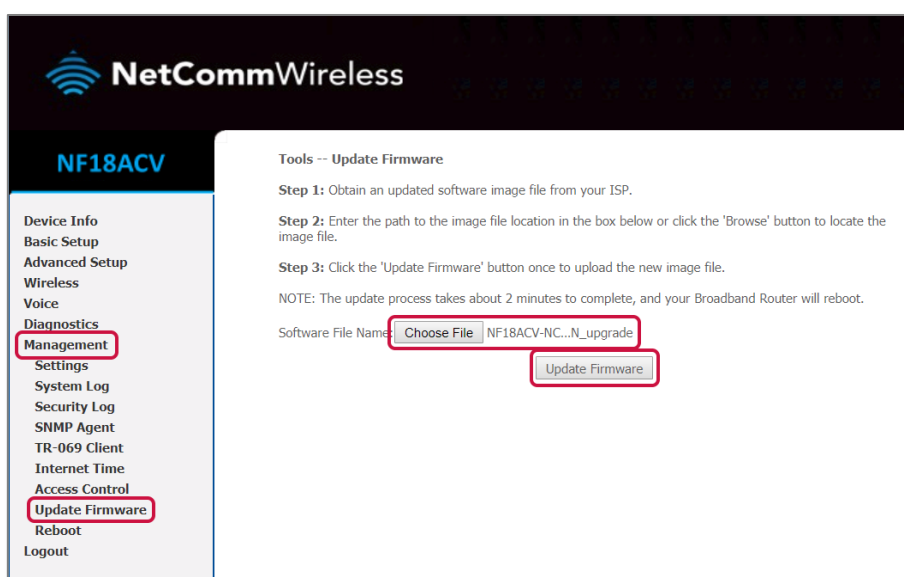 NetCommWireless
NF18ACV
Device Info
Basic Setup
Advanced Setup
Wireless
Voice
Diagnostics
Management
Settings
System Log
Security Log
SNMP Agent
TR-069 Client
Internet Time
Access Control
Update Firmware
Reboot
Logout
Tools -- Update Firmware
Step 1: Obtain an updated software image file from your ISP.
Step 2: Enter the path to the image file location in the box below or click the 'Browse' button to locate the
image file.
Step 3: Click the 'Update Firmware' button once to upload the new image file.
NOTE: The update process takes about 2 minutes to complete, and your Broadband Router will reboot.
Software File Name: Choose File NF18ACV-NC...N_upgrade
Update Firmware